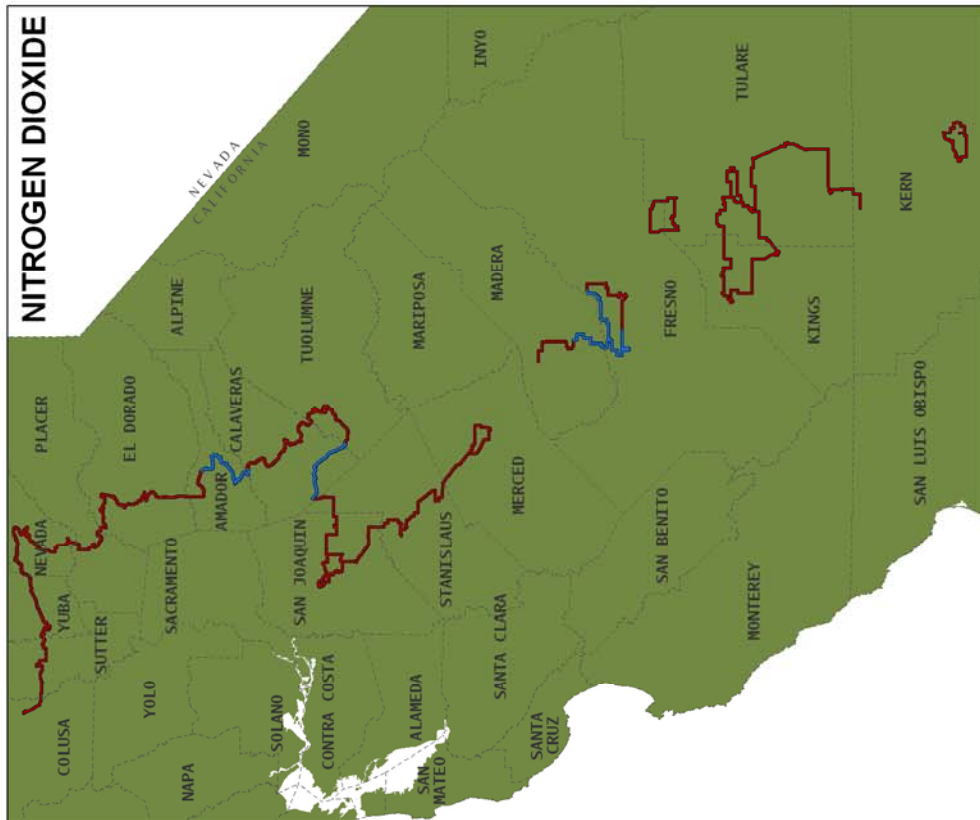 NITROGEN DIOXIDE
NEVADA
CALIFORNIA
PLACER
EL DORADO
ALPINE
MONO
INYO
NEVADA
YUBA
SUTTER
COLUSA
YOLO
SACRAMENTO
AMADOR
CALAVERAS
TUOLUMNE
MARIPOSA
MADERA
TULARE
NAPA
SOLANO
SAN JOAQUIN
CONTRA COSTA
ALAMEDA
STANISLAUS
MERCED
FRESNO
KINGS
KERN
SAN
MATEO
SANTA CLARA
SANTA
CRUZ
SAN BENITO
MONTEREY
SAN LUIS OBISPO